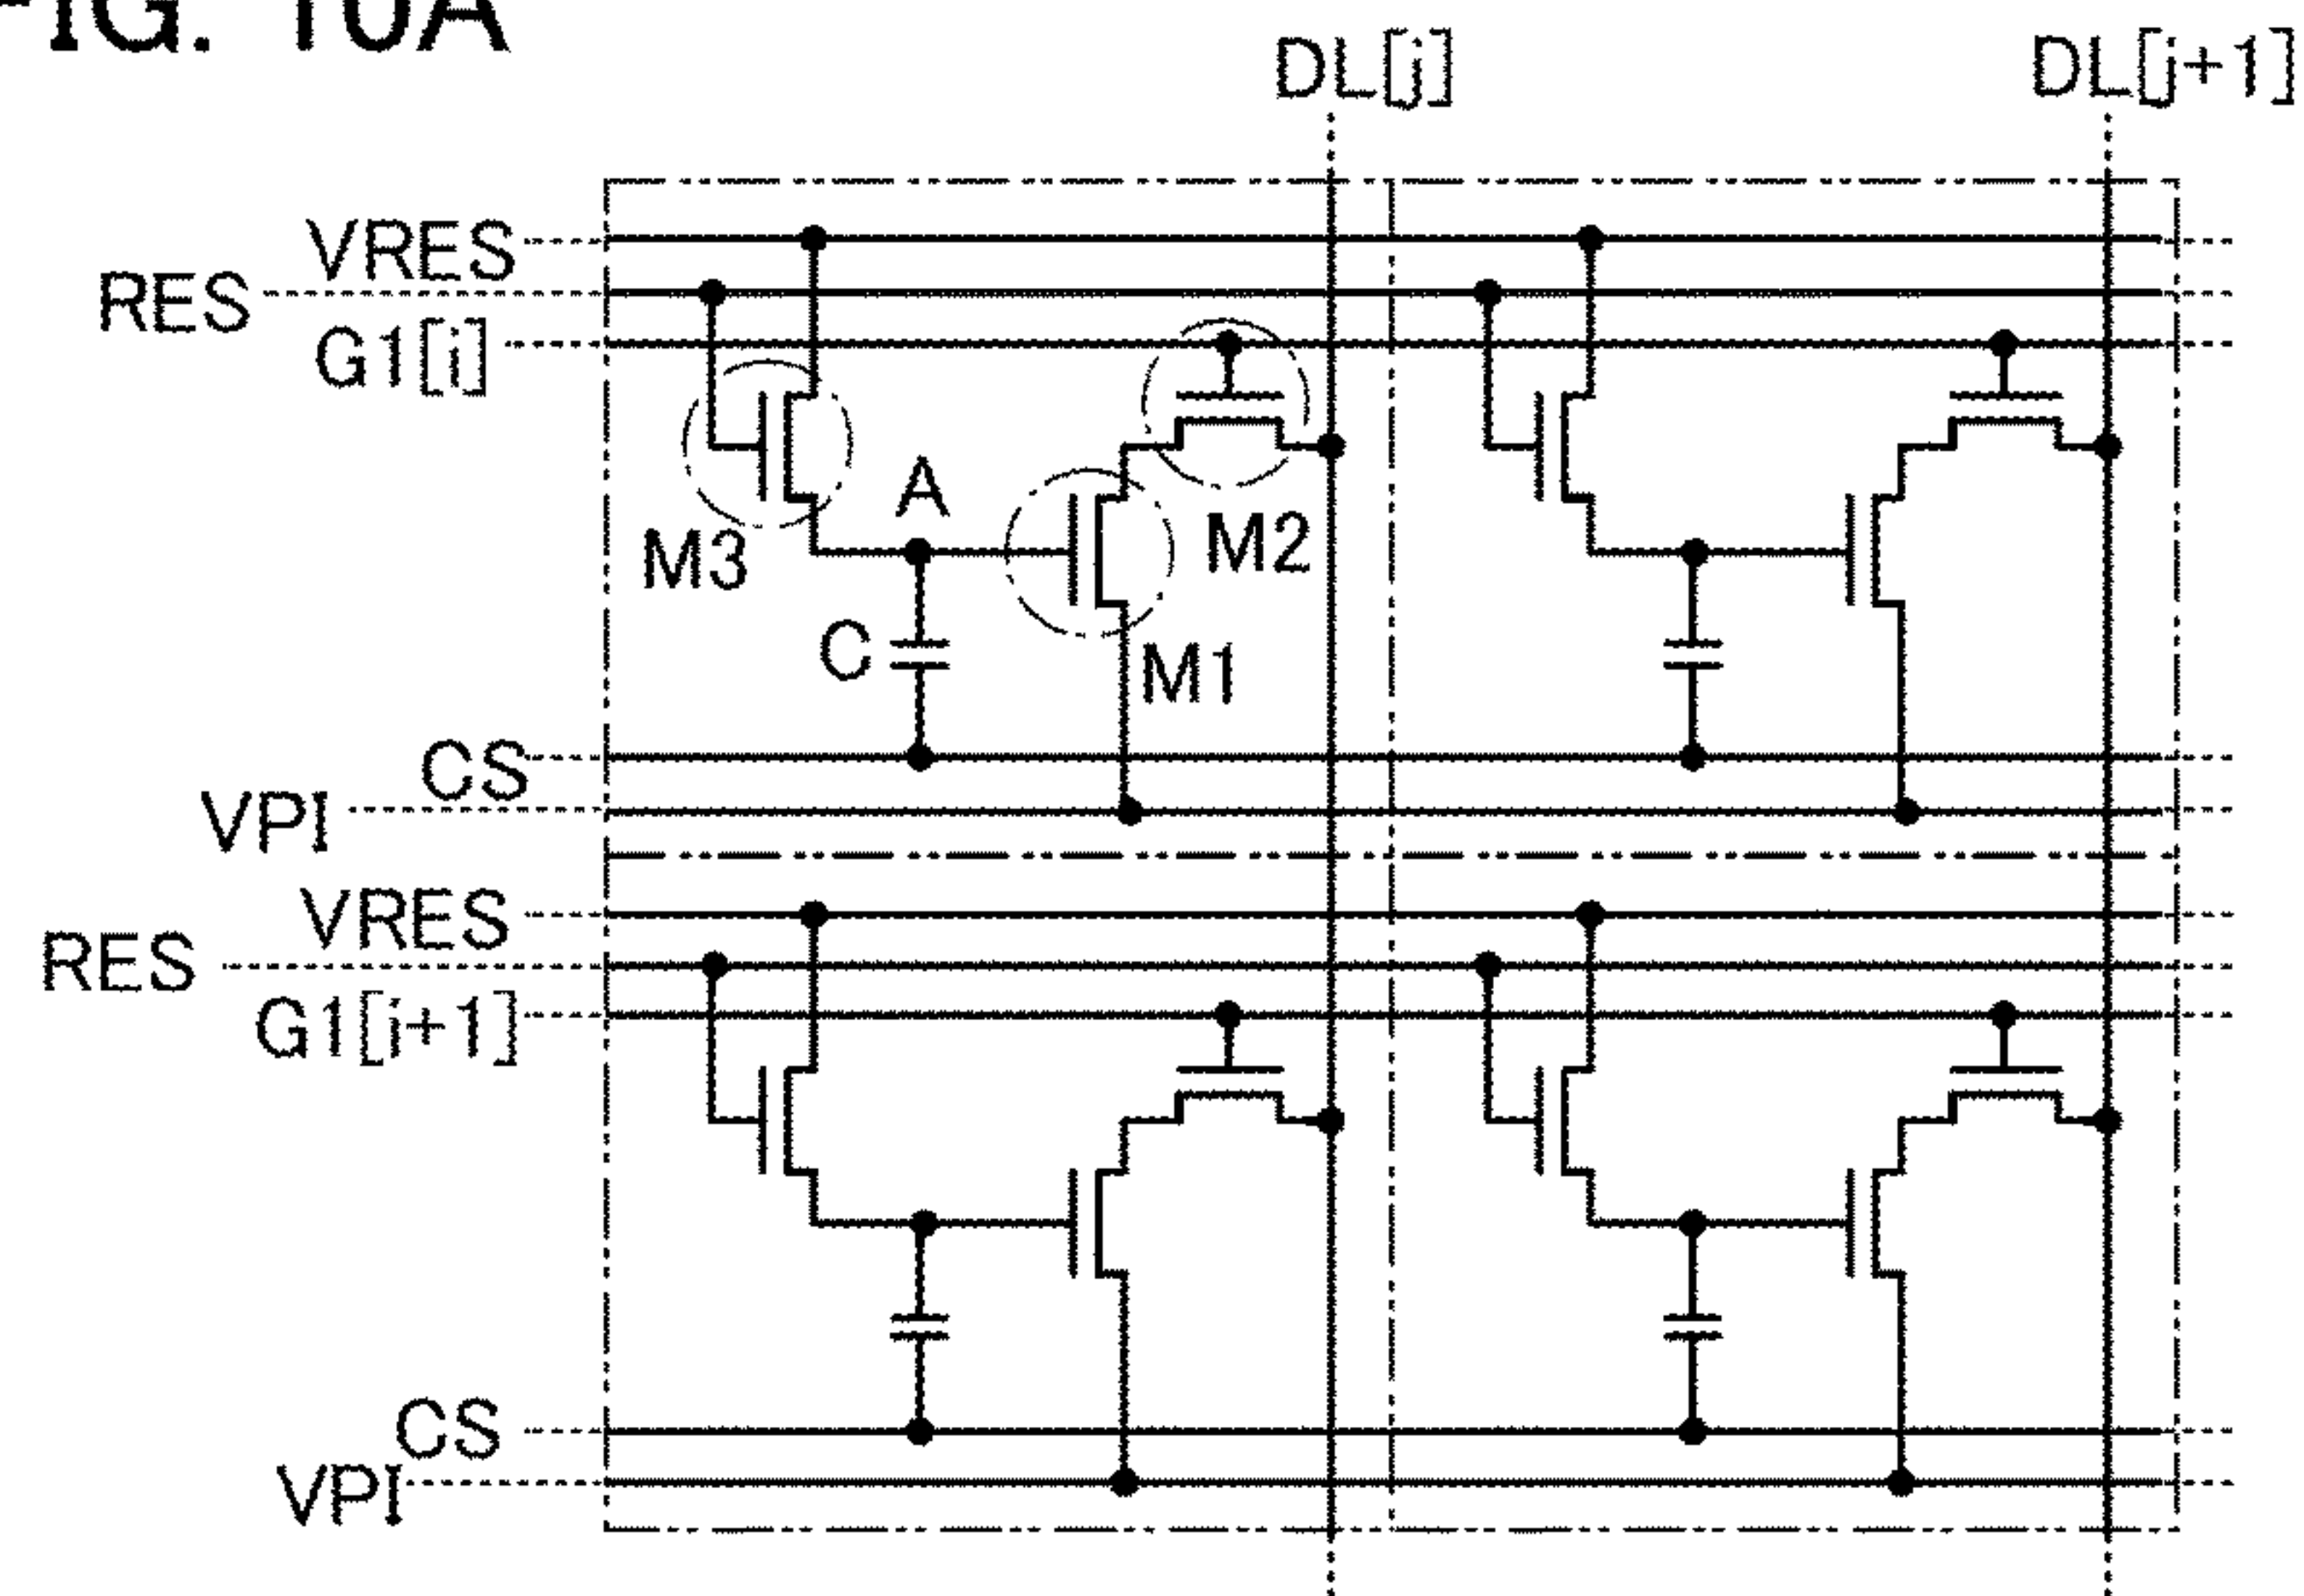 FIG. 10A
DL[j]
DL[j+1]
VRES
RES
G1[i]
A
M3
M2
C
M1
CS
VPI
VRES
RES
G1[j+1]
CS
VPI